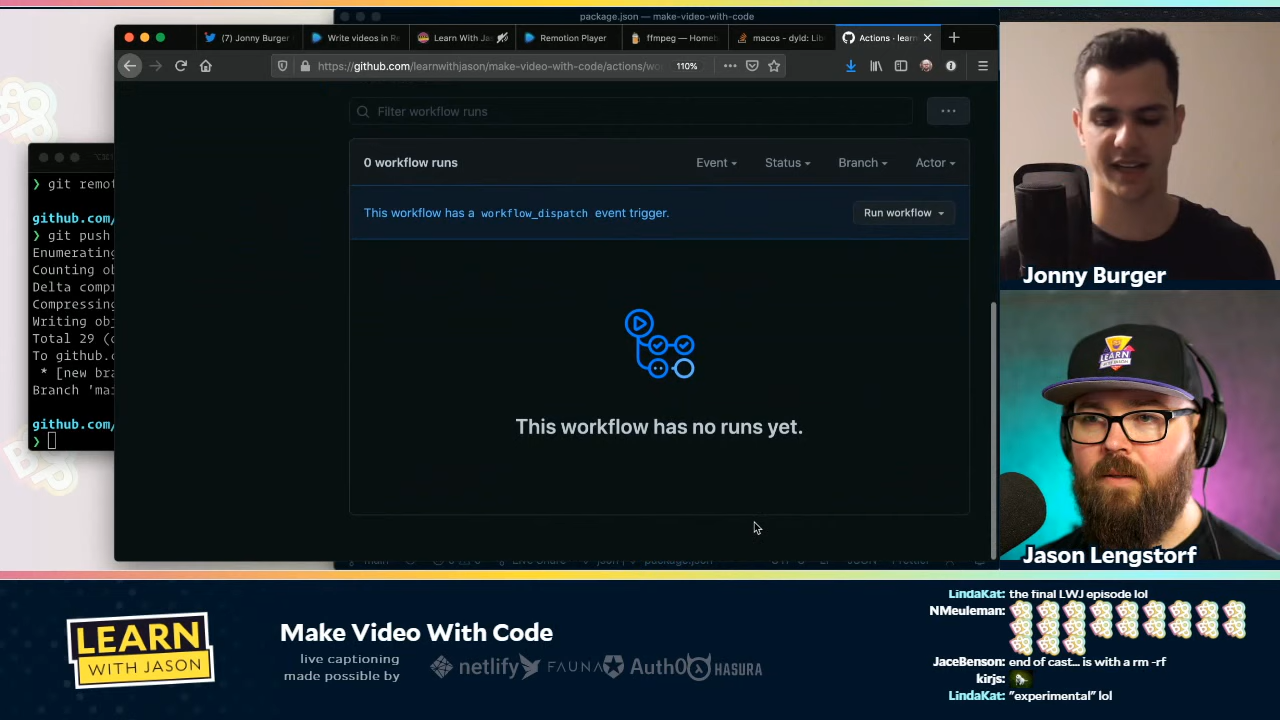 package.json — make-video-with-code
(7) Jonny Burger
Write videos in Re
Learn With Jas
Remotion Player
ffmpeg — Homeb
macos - dyld: Lib
Actions · learn
https://github.com/learnwithjason/make-video-with-code/actions/wo
110%
Filter workflow runs
0 workflow runs
Event
Status
Branch
Actor
This workflow has a workflow_dispatch event trigger.
Run workflow
This workflow has no runs yet.
❯ git remot
github.com/
❯ git push
Enumerating
Counting ob
Delta compr
Compressing
Writing obj
Total 29 (d
To github.c
* [new bra
Branch 'mai
github.com/
❯
Jonny Burger
LEARN
Jason Lengstorf
LEARN
WITH JASON
Make Video With Code
live captioning
made possible by
netlify
FAUNA
Auth0
HASURA
LindaKat: the final LWJ episode lol
NMeuleman:
JaceBenson: end of cast... is with a rm -rf
kirjs:
LindaKat: "experimental" lol